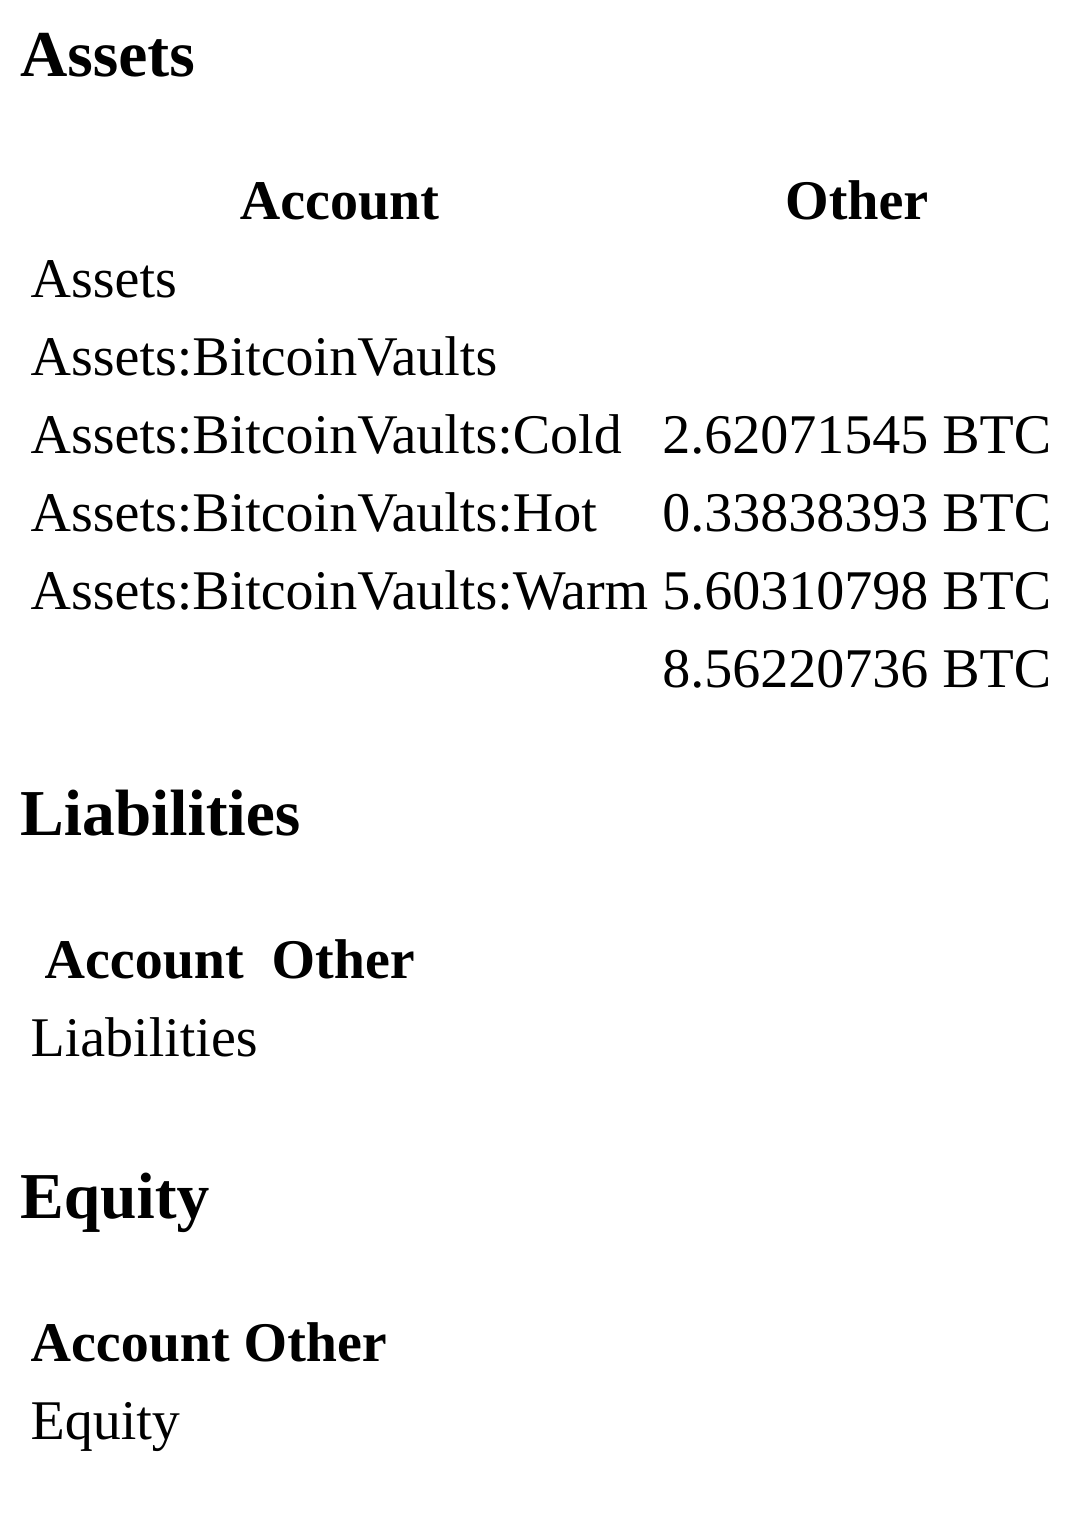 Assets
Account Other
Assets
Assets:BitcoinVaults
Assets:BitcoinVaults:Cold 2.62071545 BTC
Assets:BitcoinVaults:Hot 0.33838393 BTC
Assets:BitcoinVaults:Warm 5.60310798 BTC
8.56220736 BTC
Liabilities
Account Other
Liabilities
Equity
Account Other
Equity